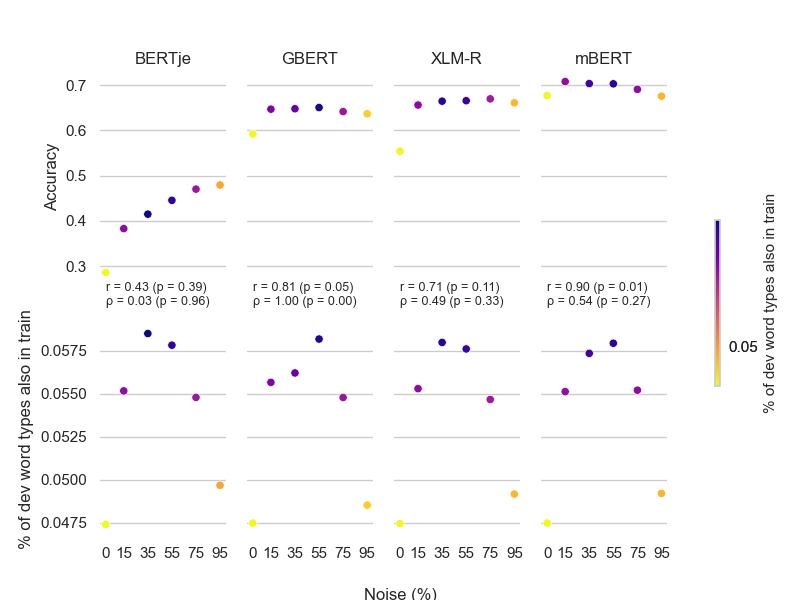 BERTje GBERT XLM-R mBERT
0.7
0.6
0.5
0.4
0.3
Accuracy
r = 0.43 (p = 0.39) r = 0.81 (p = 0.05) r = 0.71 (p = 0.11) r = 0.90 (p = 0.01)
ρ = 0.03 (p = 0.96) ρ = 1.00 (p = 0.00) ρ = 0.49 (p = 0.33) ρ = 0.54 (p = 0.27)
0.0575
0.0550
0.0525
0.0500
0.0475
% of dev word types also in train
0 15 35 55 75 95 0 15 35 55 75 95 0 15 35 55 75 95 0 15 35 55 75 95
Noise (%)
0.05
% of dev word types also in train